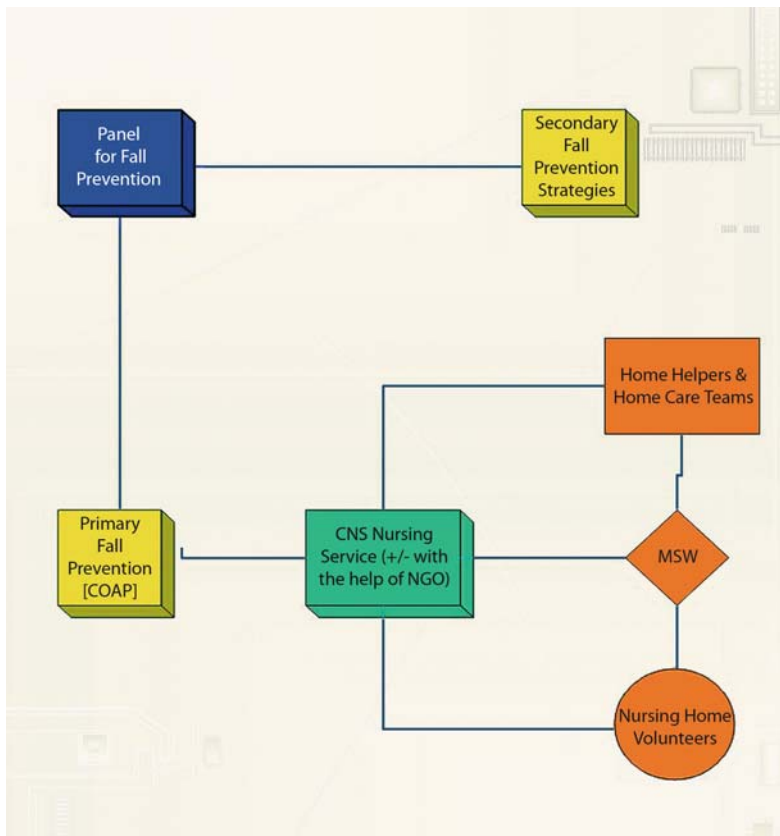 Panel
for Fall
Prevention
Secondary
Fall
Prevention
Strategies
Home Helpers &
Home Care Teams
Primary
Fall
Prevention
[COAP]
CNS Nursing
Service (+/- with
the help of NGO)
MSW
Nursing Home
Volunteers